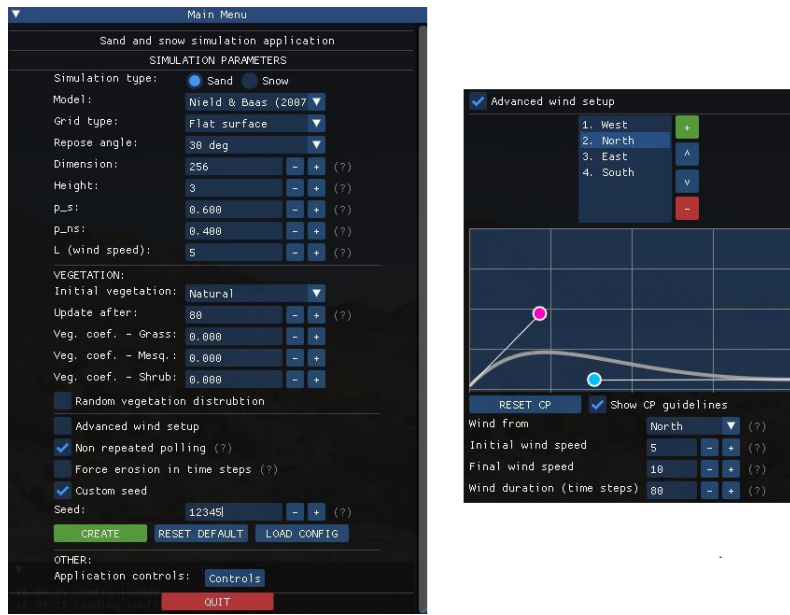 Main Menu
Sand and snow simulation application
SIMULATION PARAMETERS
Simulation type: Sand Snow
Model: Nield & Baas (2007
Grid type: Flat surface
Repose angle: 30 deg
Dimension: 256 - + (?)
Height: 3 - + (?)
p_s: 0.600 - + (?)
p_ns: 0.400 - + (?)
L (wind speed): 5 - + (?)
VEGETATION:
Initial vegetation: Natural
Update after: 80 - + (?)
Veg. coef. - Grass: 0.000 - +
Veg. coef. - Mesq.: 0.000 - +
Veg. coef. - Shrub: 0.000 - +
Random vegetation distrubtion
Advanced wind setup
Non repeated polling (?)
Force erosion in time steps (?)
Custom seed
Seed: 12345 - + (?)
CREATE RESET DEFAULT LOAD CONFIG
OTHER:
Application controls: Controls
QUIT
Advanced wind setup
1. West
2. North
3. East
4. South
+
^
v
-
RESET CP Show CP guidelines
Wind from North (?)
Initial wind speed 5 - + (?)
Final wind speed 10 - + (?)
Wind duration (time steps) 80 - + (?)